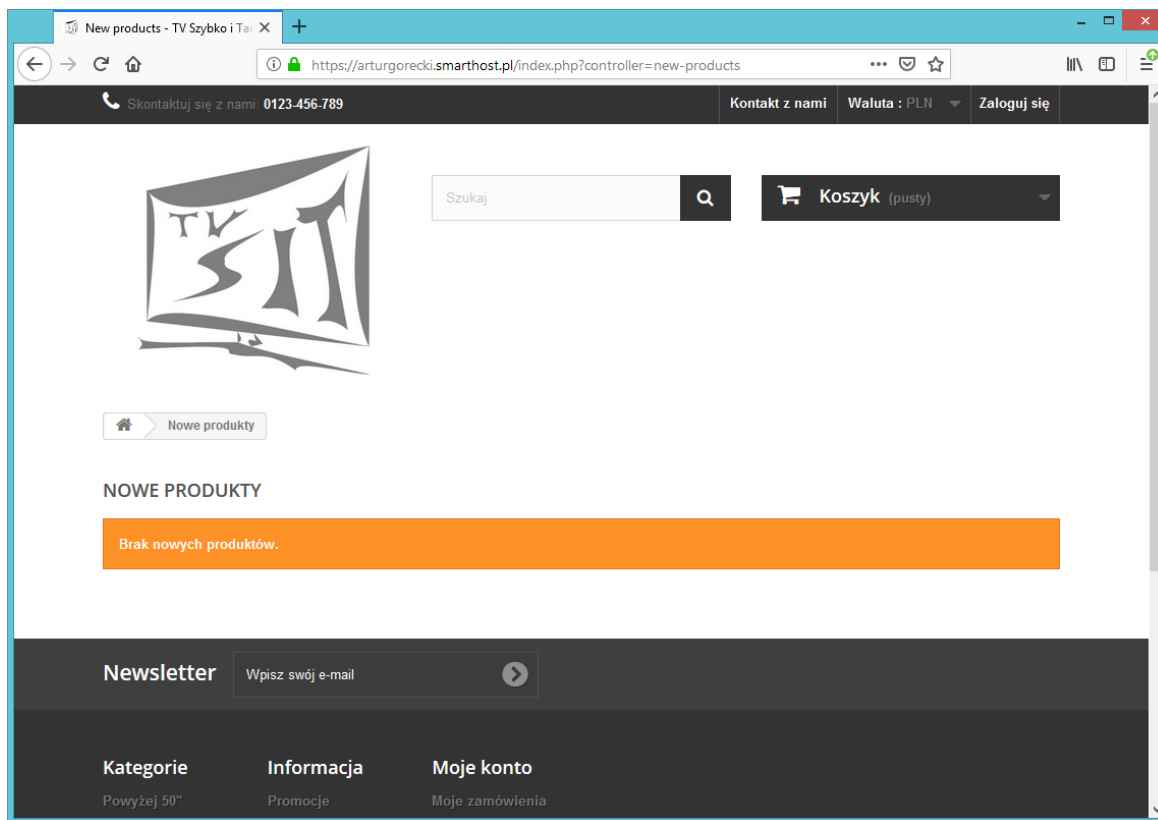 New products - TV Szybko i Tar
https://arturgorecki.smarthost.pl/index.php?controller=new-products
Skontaktuj się z nami: 0123-456-789
Kontakt z nami
Waluta : PLN
Zaloguj się
TV
SIT
Szukaj
Koszyk (pusty)
Nowe produkty
NOWE PRODUKTY
Brak nowych produktów.
Newsletter
Wpisz swój e-mail
Kategorie Informacja Moje konto
Powyżej 50" Promocje Moje zamówienia